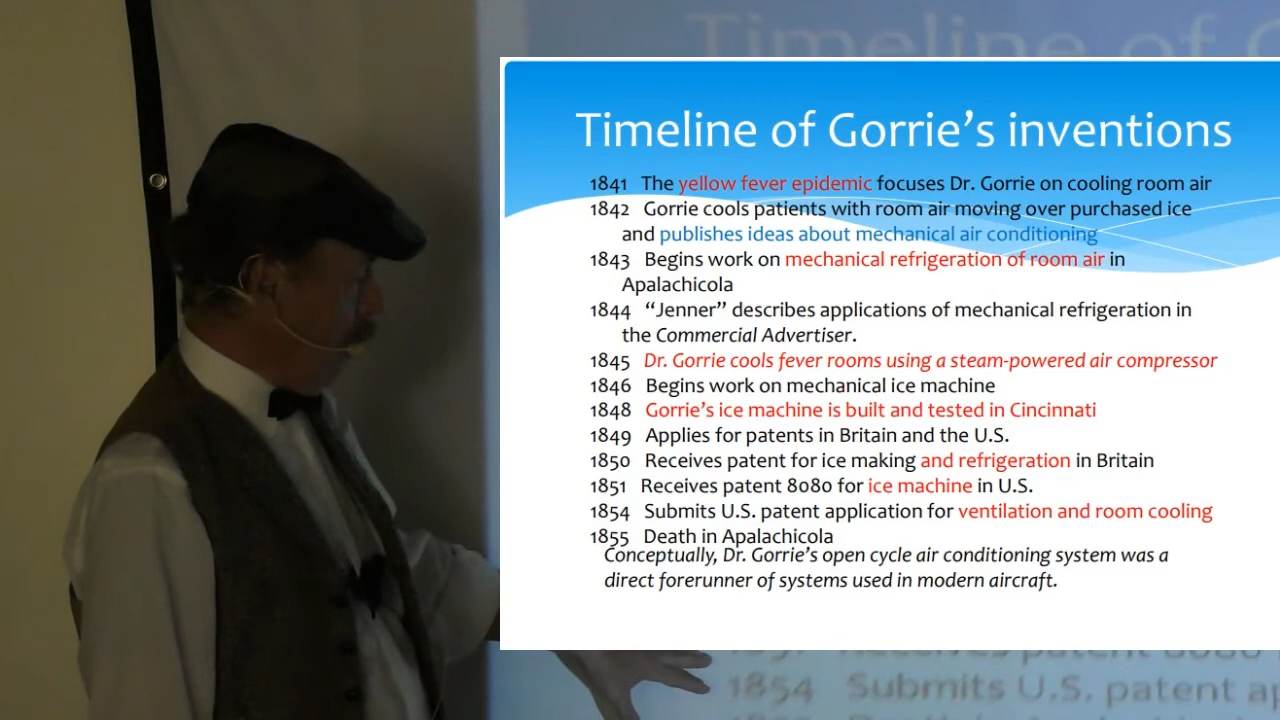 Timeline of G
Timeline of Gorrie's inventions
1841 The yellow fever epidemic focuses Dr. Gorrie on cooling room air
1842 Gorrie cools patients with room air moving over purchased ice
and publishes ideas about mechanical air conditioning
1843 Begins work on mechanical refrigeration of room air in
Apalachicola
1844 “Jenner” describes applications of mechanical refrigeration in
the Commercial Advertiser.
1845 Dr. Gorrie cools fever rooms using a steam-powered air compressor
1846 Begins work on mechanical ice machine
1848 Gorrie's ice machine is built and tested in Cincinnati
1849 Applies for patents in Britain and the U.S.
1850 Receives patent for ice making and refrigeration in Britain
1851 Receives patent 8080 for ice machine in U.S.
1854 Submits U.S. patent application for ventilation and room cooling
1855 Death in Apalachicola
Conceptually, Dr. Gorrie's open cycle air conditioning system was a
direct forerunner of systems used in modern aircraft.
Receives patent 8080
1854 Submits U.S. patent ap